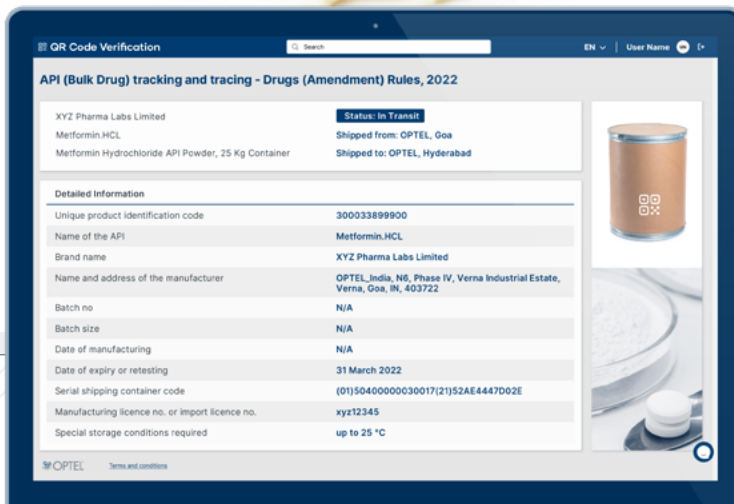 QR Code Verification
Search
EN
User Name
API (Bulk Drug) tracking and tracing - Drugs (Amendment) Rules, 2022
XYZ Pharma Labs Limited
Status: In Transit
Metformin.HCL
Shipped from: OPTEL, Goa
Metformin Hydrochloride API Powder, 25 Kg Container
Shipped to: OPTEL, Hyderabad
Detailed Information
Unique product identification code 300033899900
Name of the API Metformin.HCL
Brand name XYZ Pharma Labs Limited
Name and address of the manufacturer OPTEL_India, N6, Phase IV, Verna Industrial Estate,
Verna, Goa, IN, 403722
Batch no N/A
Batch size N/A
Date of manufacturing N/A
Date of expiry or retesting 31 March 2022
Serial shipping container code (01)50400000030017(21)52AE4447D02E
Manufacturing licence no. or import licence no. xyz12345
Special storage conditions required up to 25 °C
OPTEL Terms and conditions